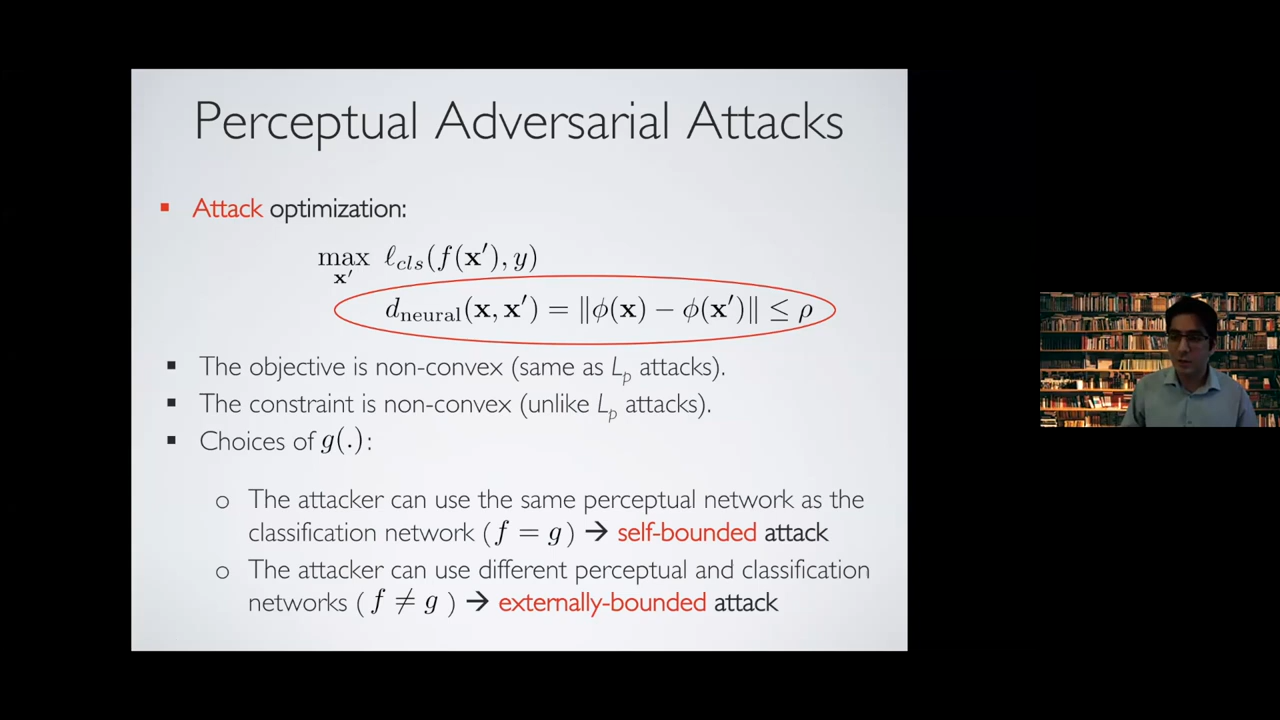 Perceptual Adversarial Attacks
▪ Attack optimization:
max ℓ_cls(f(x′), y)
x′
d_neural(x, x′) = ‖ϕ(x) − ϕ(x′)‖ ≤ ρ
▪ The objective is non-convex (same as L_p attacks).
▪ The constraint is non-convex (unlike L_p attacks).
▪ Choices of g(.):
o The attacker can use the same perceptual network as the
classification network ( f = g ) → self-bounded attack
o The attacker can use different perceptual and classification
networks ( f ≠ g ) → externally-bounded attack